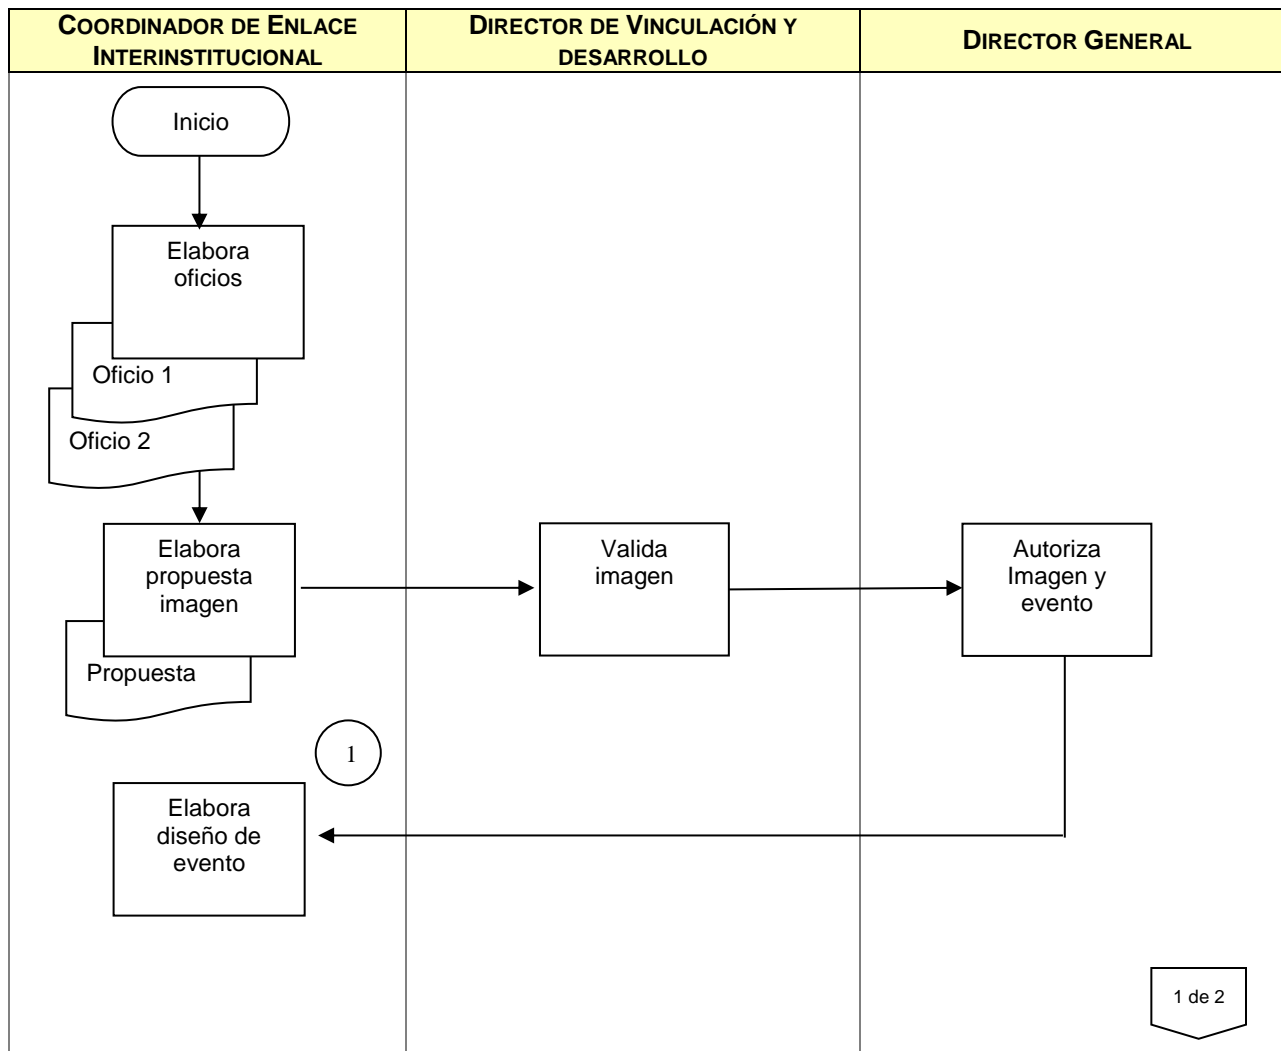 COORDINADOR DE ENLACE
INTERINSTITUCIONAL
DIRECTOR DE VINCULACIÓN Y
DESARROLLO
DIRECTOR GENERAL
Inicio
Elabora
oficios
Oficio 1
Oficio 2
Elabora
propuesta
imagen
Propuesta
Valida
imagen
Autoriza
Imagen y
evento
1
Elabora
diseño de
evento
1 de 2